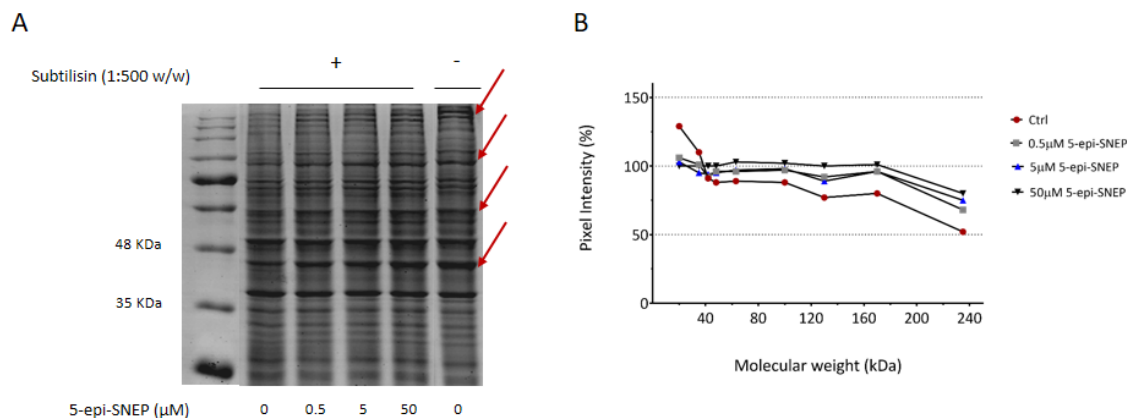 A
Subtilisin (1:500 w/w)
+
-
48 KDa
35 KDa
5-epi-SNEP (μM)
0
0.5
5
50
0
B
150
100
50
0
Pixel Intensity (%)
40
80
120
160
200
240
Molecular weight (kDa)
Ctrl
0.5μM 5-epi-SNEP
5μM 5-epi-SNEP
50μM 5-epi-SNEP